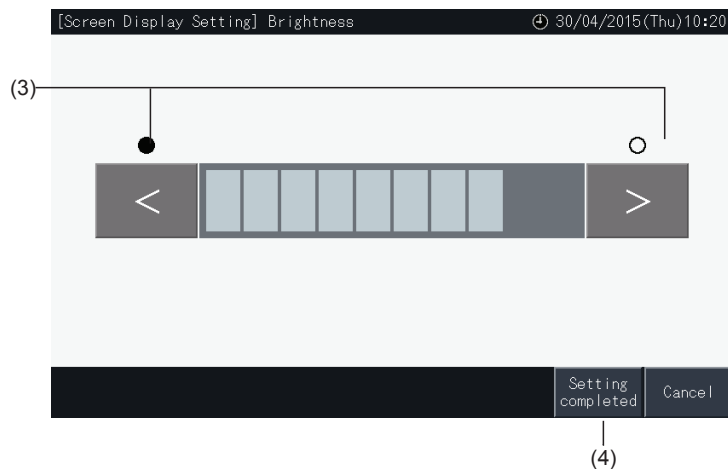 [Screen Display Setting] Brightness 30/04/2015(Thu)10:20
(3)
< >
Setting
completed
Cancel
(4)